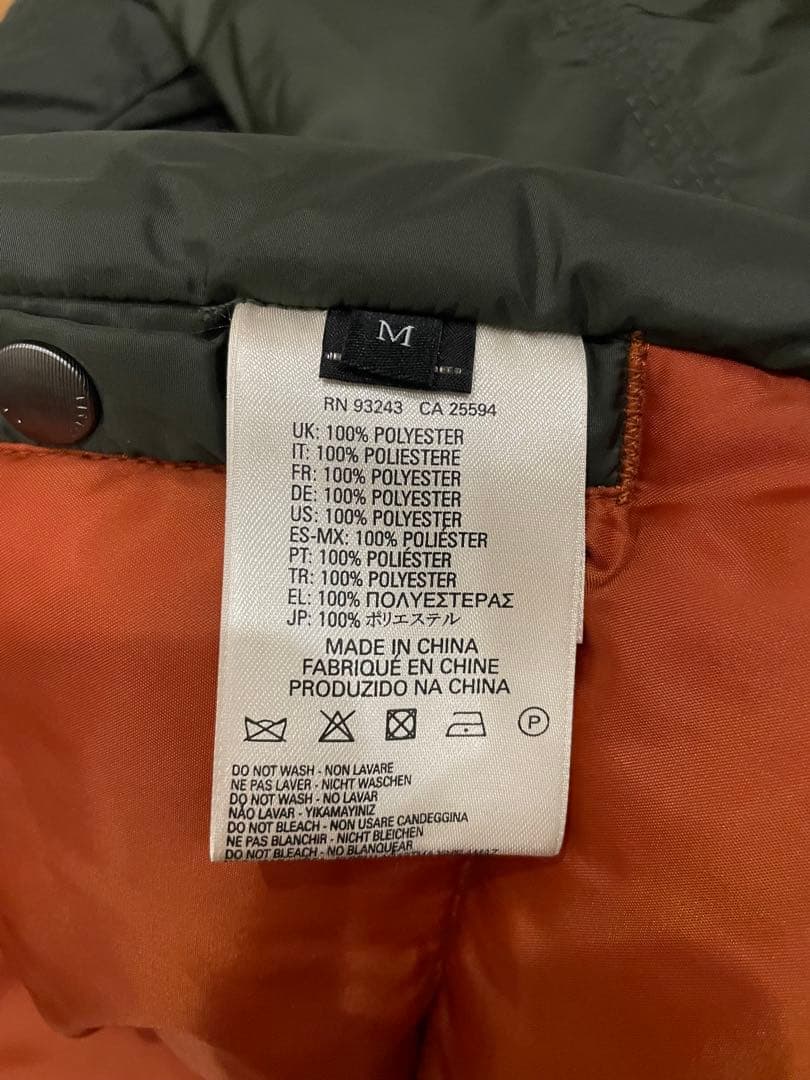 M
RN 93243 CA 25594
UK: 100% POLYESTER
IT: 100% POLIESTERE
FR: 100% POLYESTER
DE: 100% POLYESTER
US: 100% POLYESTER
ES-MX: 100% POLIÉSTER
PT: 100% POLIÉSTER
TR: 100% POLYESTER
EL: 100% ΠΟΛΥΕΣΤΕΡΑΣ
JP: 100% ポリエステル
MADE IN CHINA
FABRIQUÉ EN CHINE
PRODUZIDO NA CHINA
P
DO NOT WASH - NON LAVARE
NE PAS LAVER - NICHT WASCHEN
DO NOT WASH - NO LAVAR
NÃO LAVAR - YIKAMAYINIZ
DO NOT BLEACH - NON USARE CANDEGGINA
NE PAS BLANCHIR - NICHT BLEICHEN
DO NOT BLEACH - NO BLANQUEAR